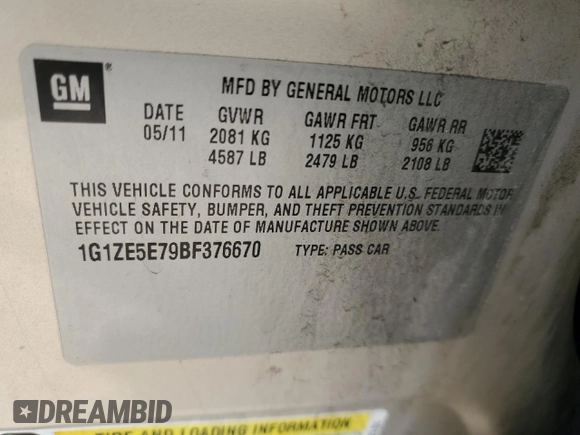 GM
®
MFD BY GENERAL MOTORS LLC
DATE GVWR GAWR FRT GAWR RR
05/11 2081 KG 1125 KG 956 KG
4587 LB 2479 LB 2108 LB
THIS VEHICLE CONFORMS TO ALL APPLICABLE U.S. FEDERAL MOTOR
VEHICLE SAFETY, BUMPER, AND THEFT PREVENTION STANDARDS IN
EFFECT ON THE DATE OF MANUFACTURE SHOWN ABOVE.
1G1ZE5E79BF376670 TYPE: PASS CAR
DREAMBID
TIRE AND LOADING INFORMATION